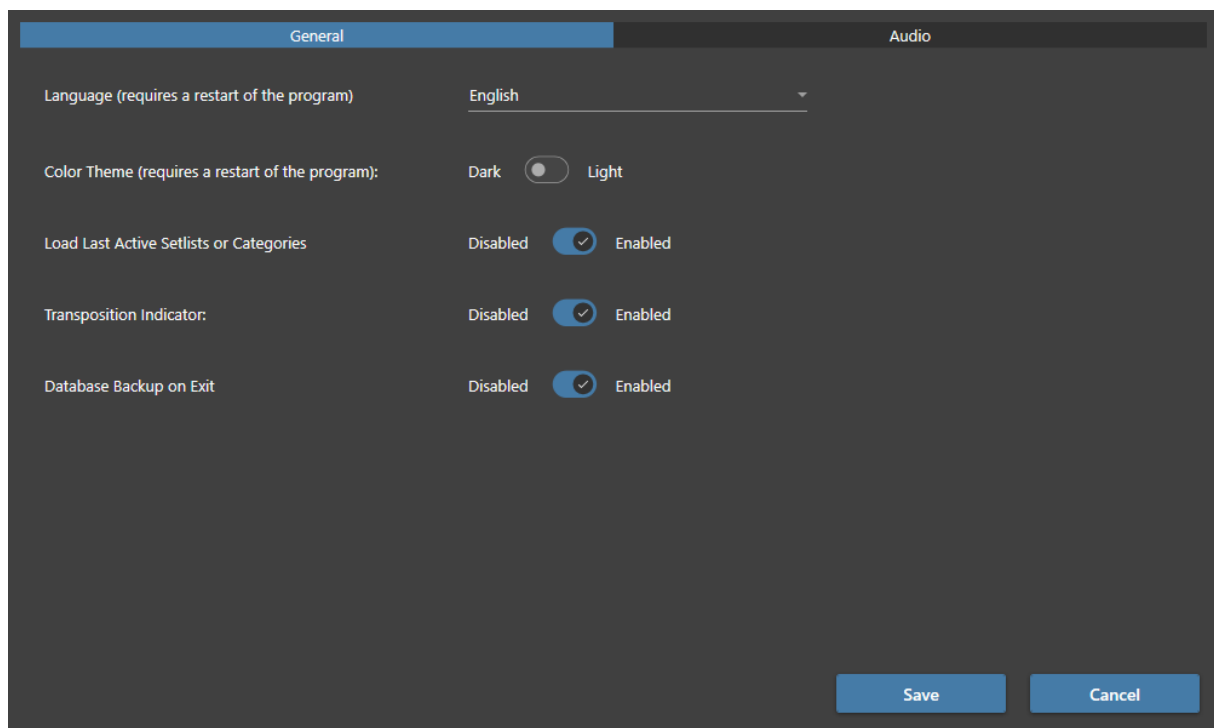 General Audio
Language (requires a restart of the program) English
Color Theme (requires a restart of the program): Dark Light
Load Last Active Setlists or Categories Disabled Enabled
Transposition Indicator: Disabled Enabled
Database Backup on Exit Disabled Enabled
Save Cancel